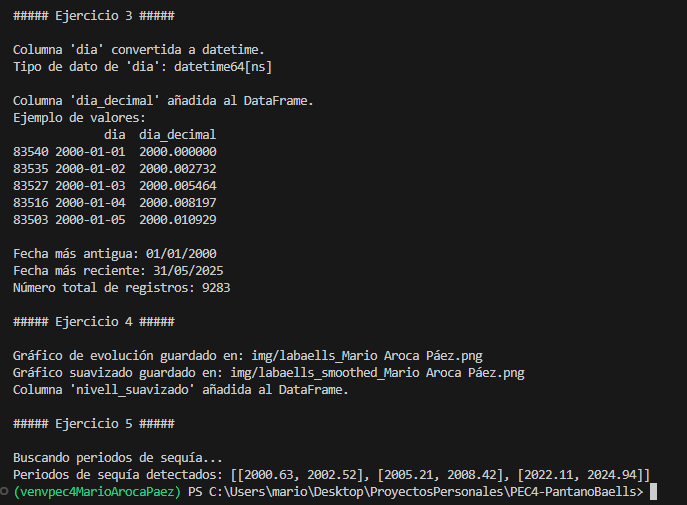 ##### Ejercicio 3 #####
Columna 'dia' convertida a datetime.
Tipo de dato de 'dia': datetime64[ns]
Columna 'dia_decimal' añadida al DataFrame.
Ejemplo de valores:
dia dia_decimal
83540 2000-01-01 2000.000000
83535 2000-01-02 2000.002732
83527 2000-01-03 2000.005464
83516 2000-01-04 2000.008197
83503 2000-01-05 2000.010929
Fecha más antigua: 01/01/2000
Fecha más reciente: 31/05/2025
Número total de registros: 9283
##### Ejercicio 4 #####
Gráfico de evolución guardado en: img/labaells_Mario Aroca Páez.png
Gráfico suavizado guardado en: img/labaells_smoothed_Mario Aroca Páez.png
Columna 'nivell_suavizado' añadida al DataFrame.
##### Ejercicio 5 #####
Buscando periodos de sequía...
Periodos de sequía detectados: [[2000.63, 2002.52], [2005.21, 2008.42], [2022.11, 2024.94]]
(venvpec4MarioArocaPaez) PS C:\Users\mario\Desktop\ProyectosPersonales\PEC4-PantanoBaells>